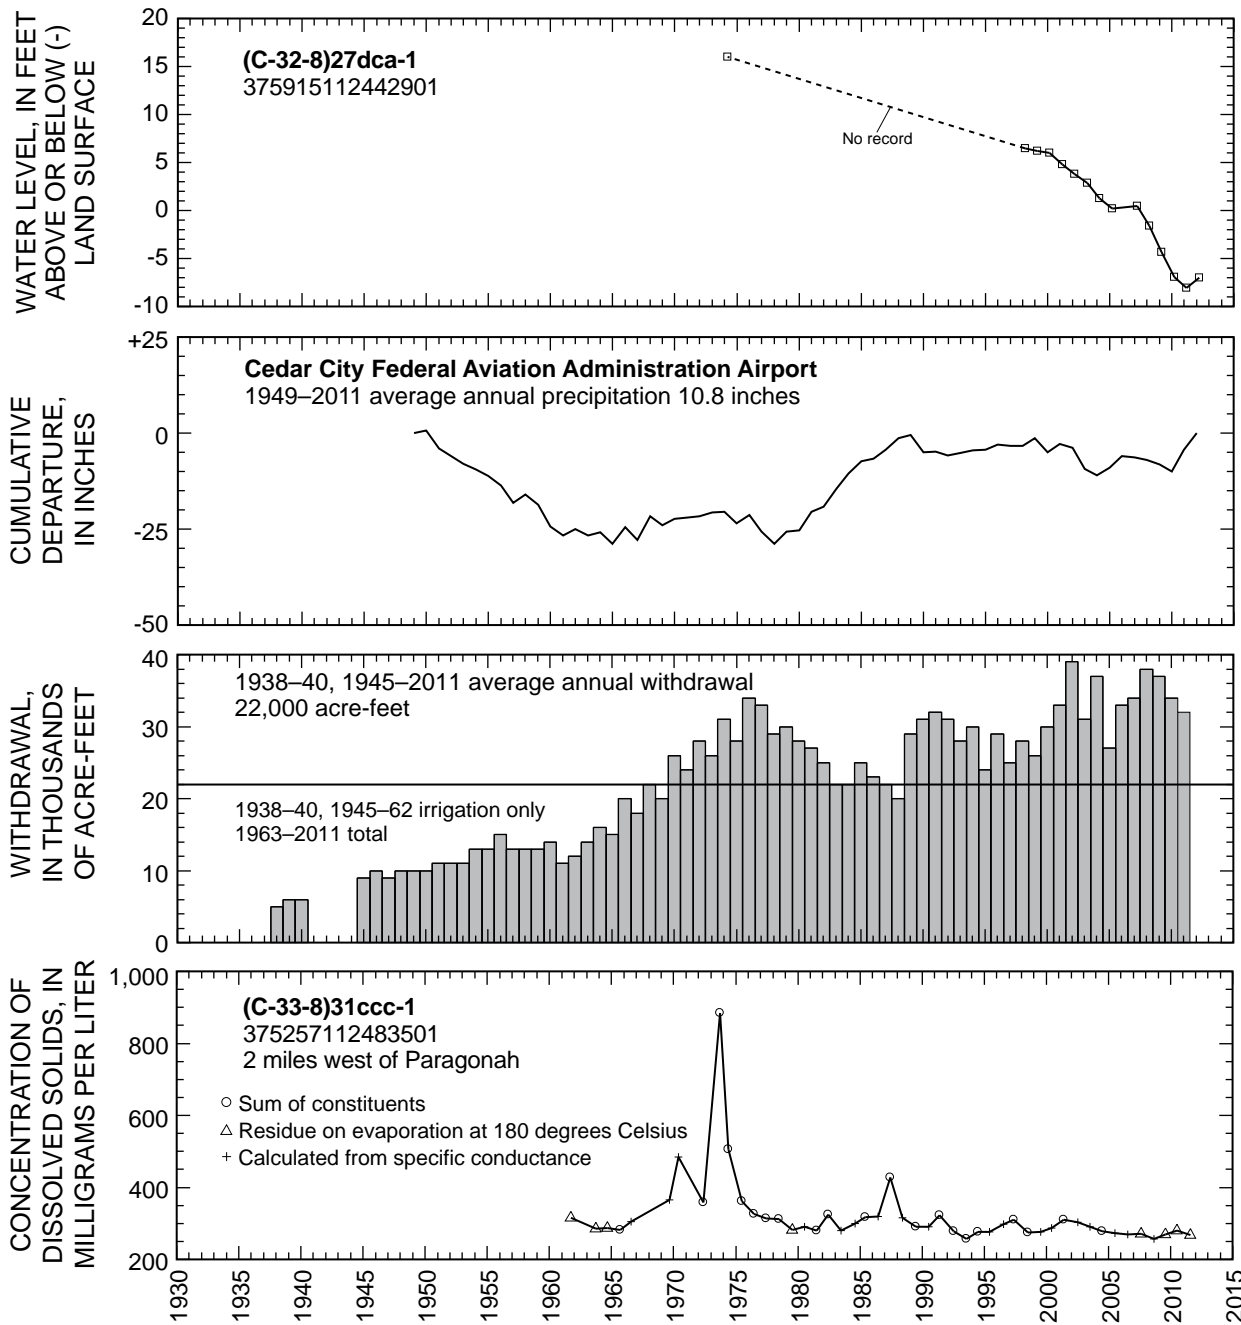 WATER LEVEL, IN FEET
ABOVE OR BELOW (-)
LAND SURFACE
20
15
10
5
0
-5
-10
(C-32-8)27dca-1
375915112442901
No record
CUMULATIVE
DEPARTURE,
IN INCHES
+25
0
-25
-50
Cedar City Federal Aviation Administration Airport
1949–2011 average annual precipitation 10.8 inches
WITHDRAWAL,
IN THOUSANDS
OF ACRE-FEET
40
30
20
10
0
1938–40, 1945–2011 average annual withdrawal
22,000 acre-feet
1938–40, 1945–62 irrigation only
1963–2011 total
CONCENTRATION OF
DISSOLVED SOLIDS, IN
MILLIGRAMS PER LITER
1,000
800
600
400
200
(C-33-8)31ccc-1
375257112483501
2 miles west of Paragonah
Sum of constituents
Residue on evaporation at 180 degrees Celsius
Calculated from specific conductance
1930
1935
1940
1945
1950
1955
1960
1965
1970
1975
1980
1985
1990
1995
2000
2005
2010
2015